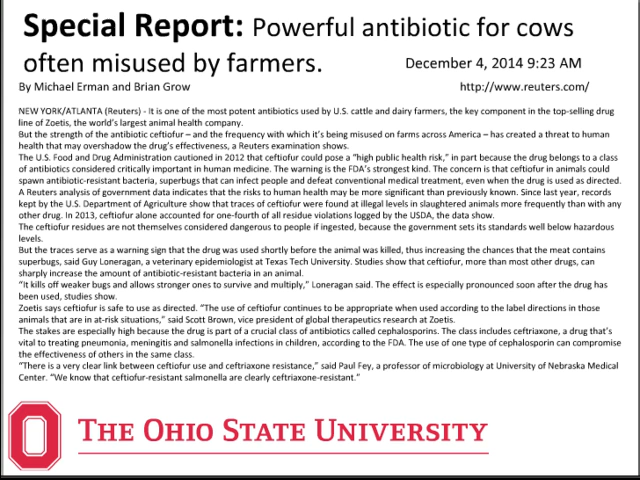 Special Report: Powerful antibiotic for cows
often misused by farmers.
December 4, 2014 9:23 AM
By Michael Erman and Brian Grow
http://www.reuters.com/
NEW YORK/ATLANTA (Reuters) - It is one of the most potent antibiotics used by U.S. cattle and dairy farmers, the key component in the top-selling drug
line of Zoetis, the world's largest animal health company.
But the strength of the antibiotic ceftiofur – and the frequency with which it's being misused on farms across America – has created a threat to human
health that may overshadow the drug's effectiveness, a Reuters examination shows.
The U.S. Food and Drug Administration cautioned in 2012 that ceftiofur could pose a "high public health risk," in part because the drug belongs to a class
of antibiotics considered critically important in human medicine. The warning is the FDA's strongest kind. The concern is that ceftiofur in animals could
spawn antibiotic-resistant bacteria, superbugs that can infect people and defeat conventional medical treatment, even when the drug is used as directed.
A Reuters analysis of government data indicates that the risks to human health may be more significant than previously known. Since last year, records
kept by the U.S. Department of Agriculture show that traces of ceftiofur were found at illegal levels in slaughtered animals more frequently than with any
other drug. In 2013, ceftiofur alone accounted for one-fourth of all residue violations logged by the USDA, the data show.
The ceftiofur residues are not themselves considered dangerous to people if ingested, because the government sets its standards well below hazardous
levels.
But the traces serve as a warning sign that the drug was used shortly before the animal was killed, thus increasing the chances that the meat contains
superbugs, said Guy Loneragan, a veterinary epidemiologist at Texas Tech University. Studies show that ceftiofur, more than most other drugs, can
sharply increase the amount of antibiotic-resistant bacteria in an animal.
"It kills off weaker bugs and allows stronger ones to survive and multiply," Loneragan said. The effect is especially pronounced soon after the drug has
been used, studies show.
Zoetis says ceftiofur is safe to use as directed. "The use of ceftiofur continues to be appropriate when used according to the label directions in those
animals that are in at-risk situations," said Scott Brown, vice president of global therapeutics research at Zoetis.
The stakes are especially high because the drug is part of a crucial class of antibiotics called cephalosporins. The class includes ceftriaxone, a drug that's
vital to treating pneumonia, meningitis and salmonella infections in children, according to the FDA. The use of one type of cephalosporin can compromise
the effectiveness of others in the same class.
"There is a very clear link between ceftiofur use and ceftriaxone resistance," said Paul Fey, a professor of microbiology at University of Nebraska Medical
Center. "We know that ceftiofur-resistant salmonella are clearly ceftriaxone-resistant."
THE OHIO STATE UNIVERSITY